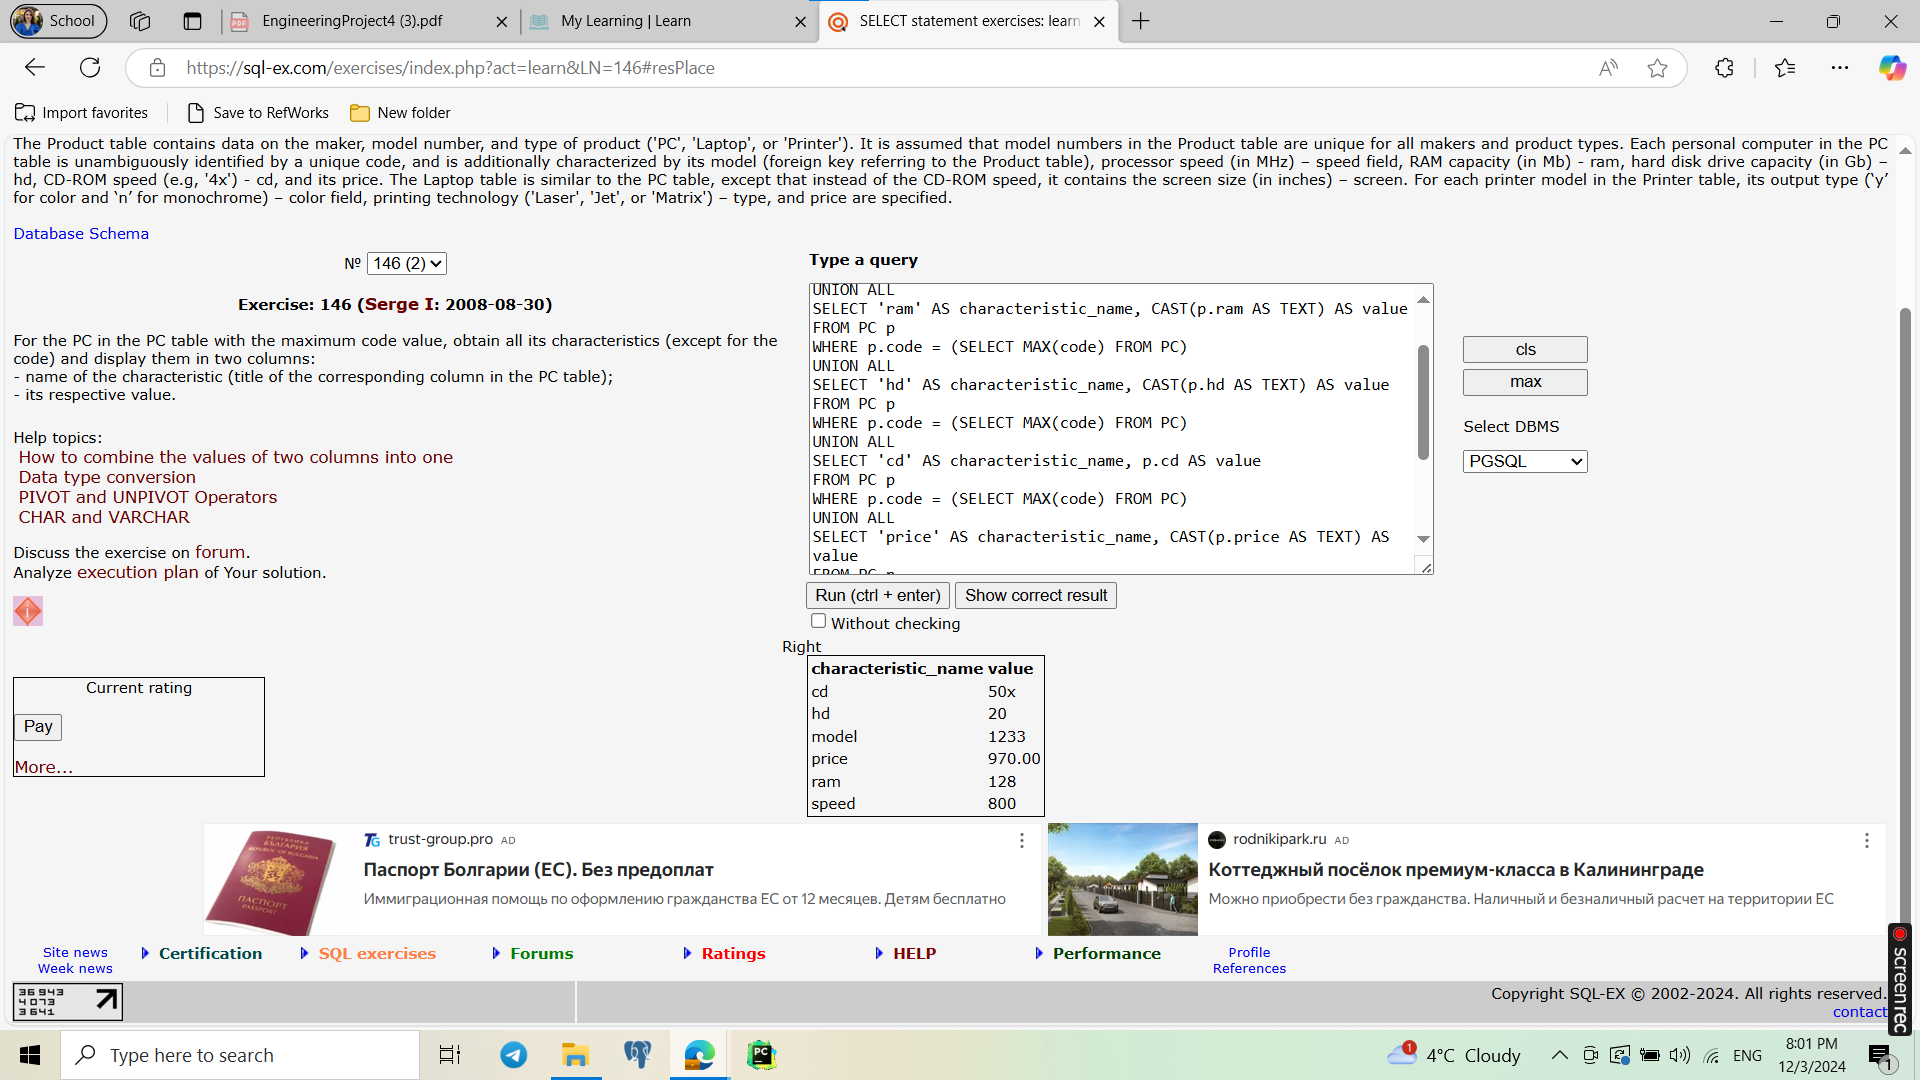 School
EngineeringProject4 (3).pdf
My Learning | Learn
SELECT statement exercises: learn
https://sql-ex.com/exercises/index.php?act=learn&LN=146#resPlace
Import favorites
Save to RefWorks
New folder
The Product table contains data on the maker, model number, and type of product ('PC', 'Laptop', or 'Printer'). It is assumed that model numbers in the Product table are unique for all makers and product types. Each personal computer in the PC
table is unambiguously identified by a unique code, and is additionally characterized by its model (foreign key referring to the Product table), processor speed (in MHz) – speed field, RAM capacity (in Mb) - ram, hard disk drive capacity (in Gb) –
hd, CD-ROM speed (e.g, '4x') - cd, and its price. The Laptop table is similar to the PC table, except that instead of the CD-ROM speed, it contains the screen size (in inches) – screen. For each printer model in the Printer table, its output type (‘y’
for color and ‘n’ for monochrome) – color field, printing technology ('Laser', 'Jet', or 'Matrix') – type, and price are specified.
Database Schema
№ 146 (2)
Exercise: 146 (Serge I: 2008-08-30)
For the PC in the PC table with the maximum code value, obtain all its characteristics (except for the
code) and display them in two columns:
- name of the characteristic (title of the corresponding column in the PC table);
- its respective value.
Help topics:
How to combine the values of two columns into one
Data type conversion
PIVOT and UNPIVOT Operators
CHAR and VARCHAR
Discuss the exercise on forum.
Analyze execution plan of Your solution.
Current rating
Pay
More...
Type a query
UNION ALL
SELECT 'ram' AS characteristic_name, CAST(p.ram AS TEXT) AS value
FROM PC p
WHERE p.code = (SELECT MAX(code) FROM PC)
UNION ALL
SELECT 'hd' AS characteristic_name, CAST(p.hd AS TEXT) AS value
FROM PC p
WHERE p.code = (SELECT MAX(code) FROM PC)
UNION ALL
SELECT 'cd' AS characteristic_name, p.cd AS value
FROM PC p
WHERE p.code = (SELECT MAX(code) FROM PC)
UNION ALL
SELECT 'price' AS characteristic_name, CAST(p.price AS TEXT) AS
value
FROM PC p
cls
max
Select DBMS
PGSQL
Run (ctrl + enter)
Show correct result
Without checking
Right
characteristic_name value
cd 50x
hd 20
model 1233
price 970.00
ram 128
speed 800
trust-group.pro AD
Паспорт Болгарии (ЕС). Без предоплат
Иммиграционная помощь по оформлению гражданства ЕС от 12 месяцев. Детям бесплатно
rodnikipark.ru AD
Коттеджный посёлок премиум-класса в Калининграде
Можно приобрести без гражданства. Наличный и безналичный расчет на территории ЕС
Site news
Week news
Certification
SQL exercises
Forums
Ratings
HELP
Performance
Profile
References
36 943
4 073
3 641
Copyright SQL-EX © 2002-2024. All rights reserved.
contact
screen rec
Type here to search
PC
1
4°C Cloudy
ENG
8:01 PM
12/3/2024
1